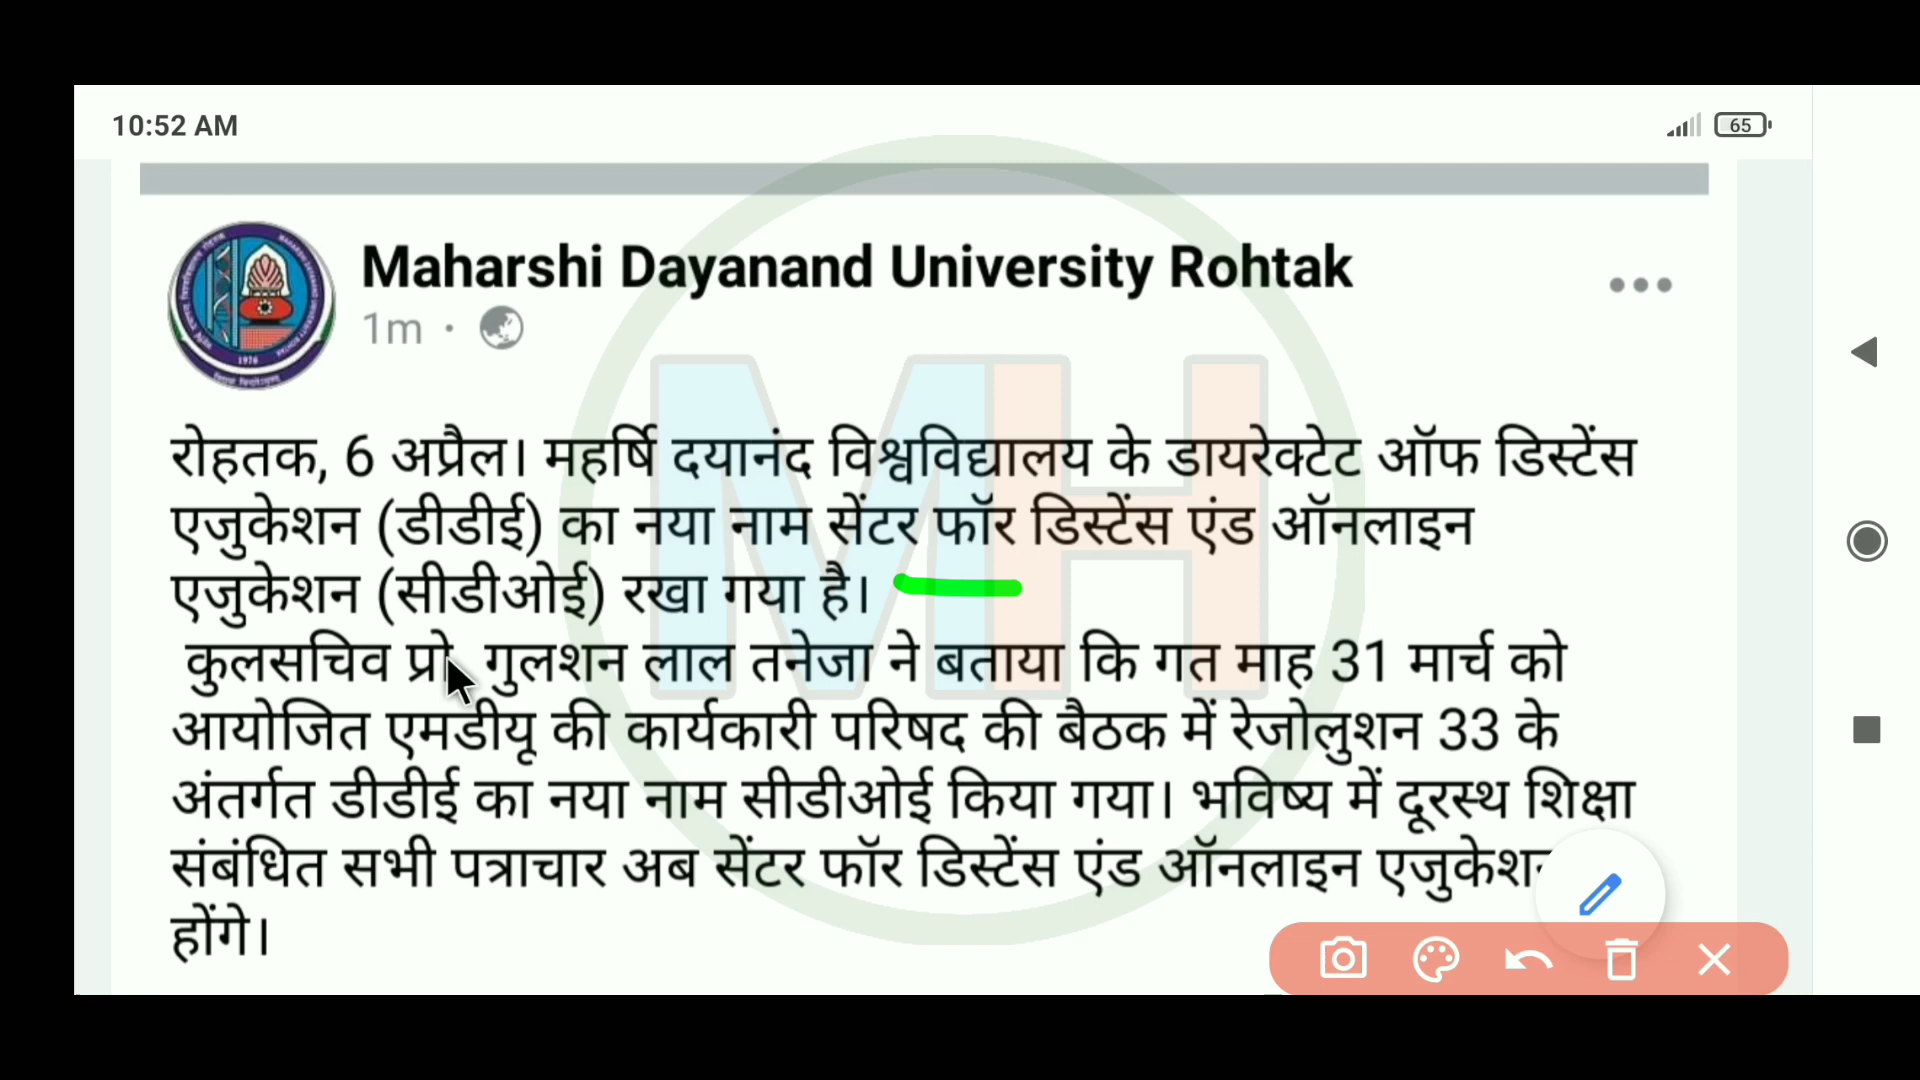 10:52 AM
65
Maharshi Dayanand University Rohtak
1m ·
रोहतक, 6 अप्रैल। महर्षि दयानंद विश्वविद्यालय के डायरेक्टेट ऑफ डिस्टेंस
एजुकेशन (डीडीई) का नया नाम सेंटर फॉर डिस्टेंस एंड ऑनलाइन
एजुकेशन (सीडीओई) रखा गया है।
कुलसचिव प्रो. गुलशन लाल तनेजा ने बताया कि गत माह 31 मार्च को
आयोजित एमडीयू की कार्यकारी परिषद की बैठक में रेजोलुशन 33 के
अंतर्गत डीडीई का नया नाम सीडीओई किया गया। भविष्य में दूरस्थ शिक्षा
संबंधित सभी पत्राचार अब सेंटर फॉर डिस्टेंस एंड ऑनलाइन एजुकेशन
होंगे।
MH
1976